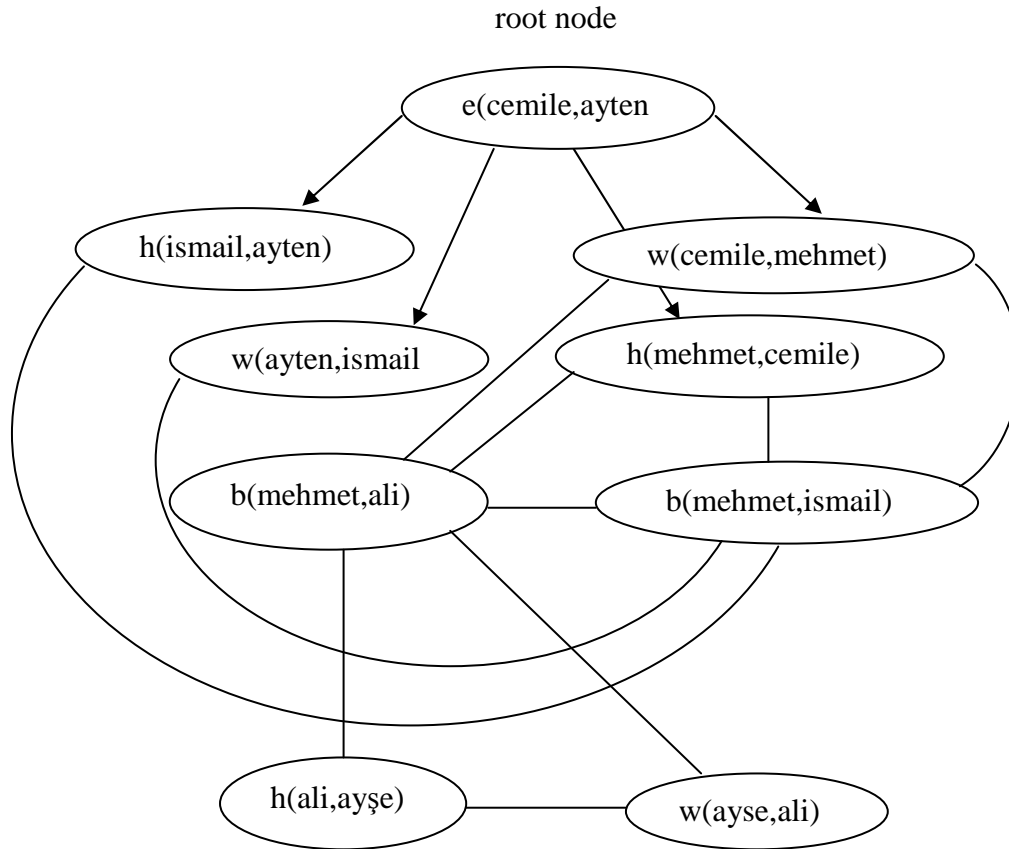 root node
e(cemile,ayten
h(ismail,ayten)
w(cemile,mehmet)
w(ayten,ismail
h(mehmet,cemile)
b(mehmet,ali)
b(mehmet,ismail)
h(ali,ayşe)
w(ayse,ali)